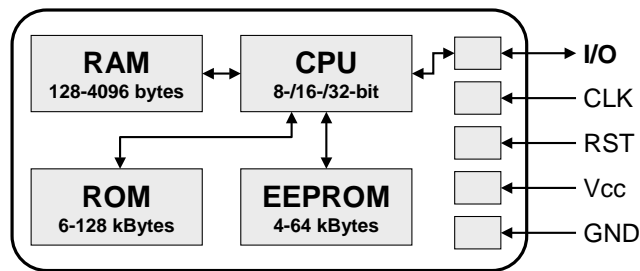 RAM
128-4096 bytes
CPU
8-/16-/32-bit
ROM
6-128 kBytes
EEPROM
4-64 kBytes
I/O
CLK
RST
Vcc
GND